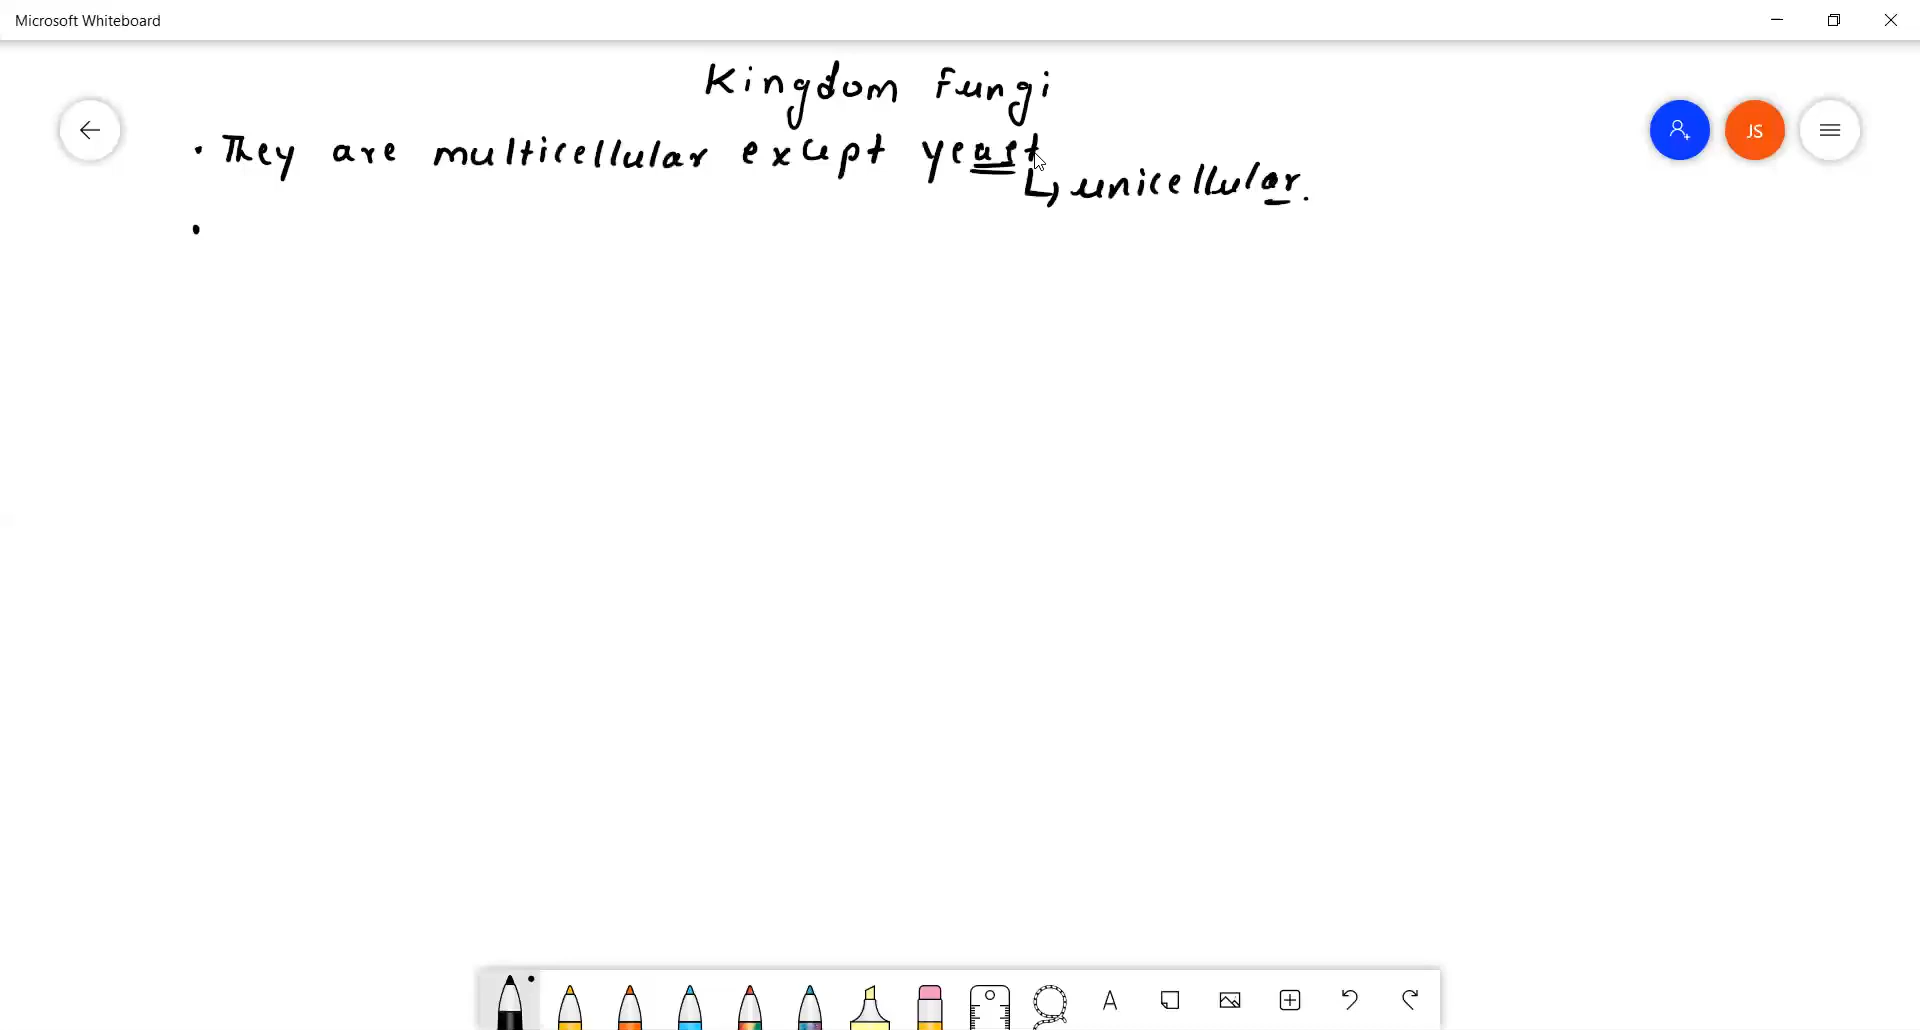 Microsoft Whiteboard
Kingdom Fungi
JS
• They are multicellular except yeast
↳ unicellular.
•
A